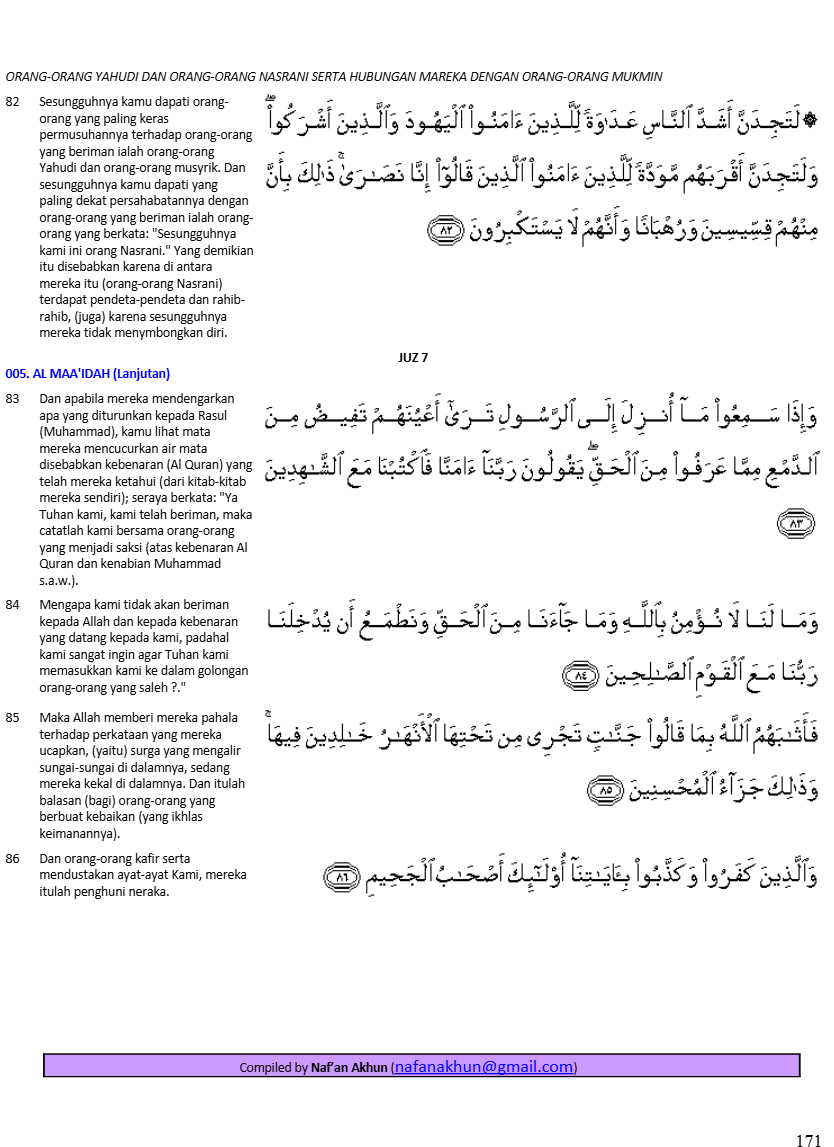 ORANG-ORANG YAHUDI DAN ORANG-ORANG NASRANI SERTA HUBUNGAN MAREKA DENGAN ORANG-ORANG MUKMIN
82 Sesungguhnya kamu dapati orang-
orang yang paling keras
permusuhannya terhadap orang-orang
yang beriman ialah orang-orang
Yahudi dan orang-orang musyrik. Dan
sesungguhnya kamu dapati yang
paling dekat persahabatannya dengan
orang-orang yang beriman ialah orang-
orang yang berkata: "Sesungguhnya
kami ini orang Nasrani." Yang demikian
itu disebabkan karena di antara
mereka itu (orang-orang Nasrani)
terdapat pendeta-pendeta dan rahib-
rahib, (juga) karena sesungguhnya
mereka tidak menymbongkan diri.
۞ لَتَجِدَنَّ أَشَدَّ ٱلنَّاسِ عَدَٰوَةً لِّلَّذِينَ ءَامَنُوا۟ ٱلْيَهُودَ وَٱلَّذِينَ أَشْرَكُوا۟ ۖ
وَلَتَجِدَنَّ أَقْرَبَهُم مَّوَدَّةً لِّلَّذِينَ ءَامَنُوا۟ ٱلَّذِينَ قَالُوٓا۟ إِنَّا نَصَٰرَىٰ ۚ ذَٰلِكَ بِأَنَّ
مِنْهُمْ قِسِّيسِينَ وَرُهْبَانًا وَأَنَّهُمْ لَا يَسْتَكْبِرُونَ ٨٢
JUZ 7
005. AL MAA'IDAH (Lanjutan)
83 Dan apabila mereka mendengarkan
apa yang diturunkan kepada Rasul
(Muhammad), kamu lihat mata
mereka mencucurkan air mata
disebabkan kebenaran (Al Quran) yang
telah mereka ketahui (dari kitab-kitab
mereka sendiri); seraya berkata: "Ya
Tuhan kami, kami telah beriman, maka
catatlah kami bersama orang-orang
yang menjadi saksi (atas kebenaran Al
Quran dan kenabian Muhammad
s.a.w.).
وَإِذَا سَمِعُوا۟ مَآ أُنزِلَ إِلَى ٱلرَّسُولِ تَرَىٰٓ أَعْيُنَهُمْ تَفِيضُ مِنَ
ٱلدَّمْعِ مِمَّا عَرَفُوا۟ مِنَ ٱلْحَقِّ ۖ يَقُولُونَ رَبَّنَآ ءَامَنَّا فَٱكْتُبْنَا مَعَ ٱلشَّٰهِدِينَ
٨٣
84 Mengapa kami tidak akan beriman
kepada Allah dan kepada kebenaran
yang datang kepada kami, padahal
kami sangat ingin agar Tuhan kami
memasukkan kami ke dalam golongan
orang-orang yang saleh ?."
وَمَا لَنَا لَا نُؤْمِنُ بِٱللَّهِ وَمَا جَآءَنَا مِنَ ٱلْحَقِّ وَنَطْمَعُ أَن يُدْخِلَنَا
رَبُّنَا مَعَ ٱلْقَوْمِ ٱلصَّٰلِحِينَ ٨٤
85 Maka Allah memberi mereka pahala
terhadap perkataan yang mereka
ucapkan, (yaitu) surga yang mengalir
sungai-sungai di dalamnya, sedang
mereka kekal di dalamnya. Dan itulah
balasan (bagi) orang-orang yang
berbuat kebaikan (yang ikhlas
keimanannya).
فَأَثَٰبَهُمُ ٱللَّهُ بِمَا قَالُوا۟ جَنَّٰتٍ تَجْرِى مِن تَحْتِهَا ٱلْأَنْهَٰرُ خَٰلِدِينَ فِيهَا ۚ
وَذَٰلِكَ جَزَآءُ ٱلْمُحْسِنِينَ ٨٥
86 Dan orang-orang kafir serta
mendustakan ayat-ayat Kami, mereka
itulah penghuni neraka.
وَٱلَّذِينَ كَفَرُوا۟ وَكَذَّبُوا۟ بِـَٔايَٰتِنَآ أُو۟لَٰٓئِكَ أَصْحَٰبُ ٱلْجَحِيمِ ٨٦
Compiled by Naf'an Akhun (nafanakhun@gmail.com)
171